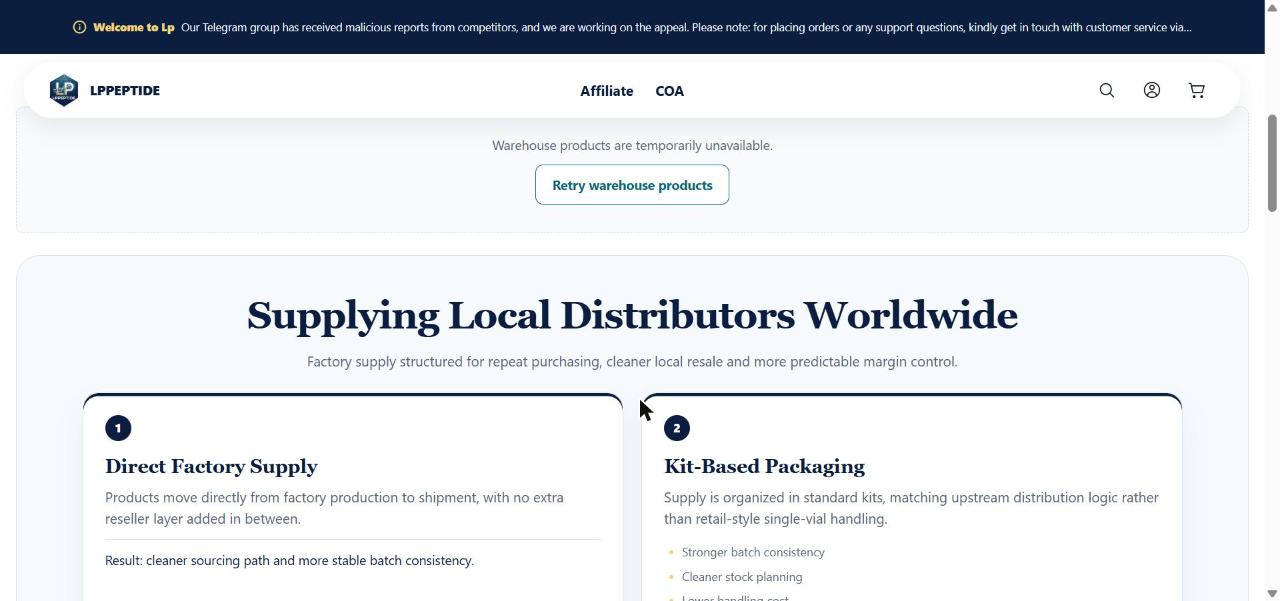 Welcome to Lp Our Telegram group has received malicious reports from competitors, and we are working on the appeal. Please note: for placing orders or any support questions, kindly get in touch with customer service via...
LPPEPTIDE
Affiliate COA
Warehouse products are temporarily unavailable.
Retry warehouse products
Supplying Local Distributors Worldwide
Factory supply structured for repeat purchasing, cleaner local resale and more predictable margin control.
1
Direct Factory Supply
Products move directly from factory production to shipment, with no extra
reseller layer added in between.
Result: cleaner sourcing path and more stable batch consistency.
2
Kit-Based Packaging
Supply is organized in standard kits, matching upstream distribution logic rather
than retail-style single-vial handling.
Stronger batch consistency
Cleaner stock planning
Lower handling cost